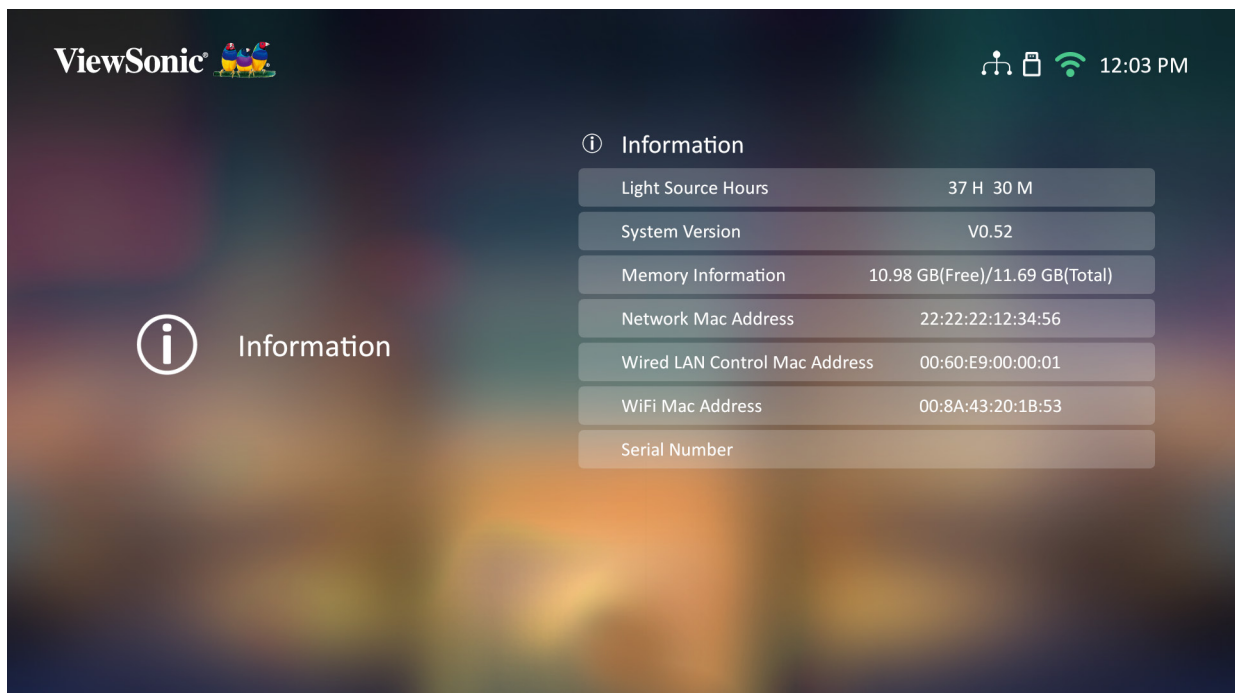 ViewSonic®
12:03 PM
Information
Information
Light Source Hours 37 H 30 M
System Version V0.52
Memory Information 10.98 GB(Free)/11.69 GB(Total)
Network Mac Address 22:22:22:12:34:56
Wired LAN Control Mac Address 00:60:E9:00:00:01
WiFi Mac Address 00:8A:43:20:1B:53
Serial Number